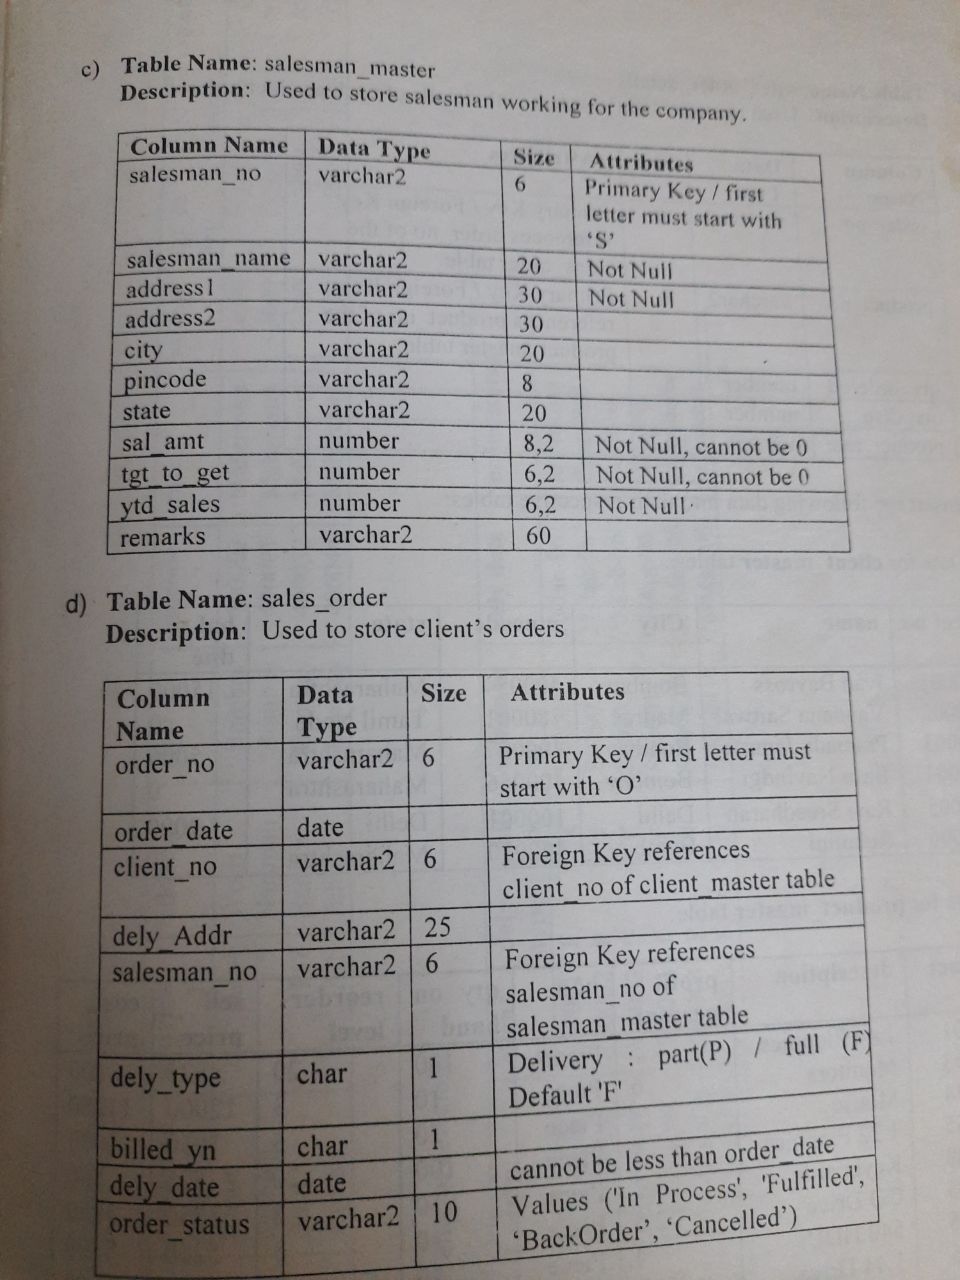 c) Table Name: salesman_master
Description: Used to store salesman working for the company.
Column Name Data Type Size Attributes
salesman_no varchar2 6 Primary Key / first
letter must start with
‘S’
salesman_name varchar2 20 Not Null
address1 varchar2 30 Not Null
address2 varchar2 30
city varchar2 20
pincode varchar2 8
state varchar2 20
sal_amt number 8,2 Not Null, cannot be 0
tgt_to_get number 6,2 Not Null, cannot be 0
ytd_sales number 6,2 Not Null
remarks varchar2 60
d) Table Name: sales_order
Description: Used to store client’s orders
Column Data Size Attributes
Name Type
order_no varchar2 6 Primary Key / first letter must
start with ‘O’
order_date date
client_no varchar2 6 Foreign Key references
client_no of client_master table
dely_Addr varchar2 25
salesman_no varchar2 6 Foreign Key references
salesman_no of
salesman_master table
dely_type char 1 Delivery : part(P) / full (F)
Default 'F'
billed_yn char 1
dely_date date cannot be less than order_date
order_status varchar2 10 Values ('In Process', 'Fulfilled',
‘BackOrder’, ‘Cancelled’)